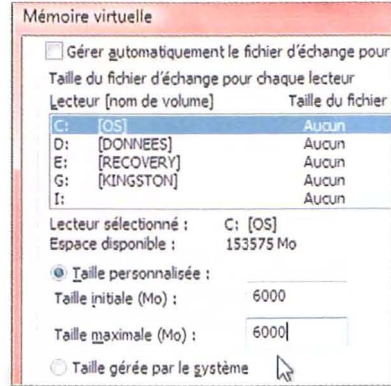 Mémoire virtuelle
Gérer automatiquement le fichier d'échange pour
Taille du fichier d'échange pour chaque lecteur
Lecteur [nom de volume] Taille du fichier
C: [OS] Aucun
D: [DONNEES] Aucun
E: [RECOVERY] Aucun
G: [KINGSTON] Aucun
I: Aucun
Lecteur sélectionné : C: [OS]
Espace disponible : 153575 Mo
Taille personnalisée :
Taille initiale (Mo) : 6000
Taille maximale (Mo) : 6000
Taille gérée par le système